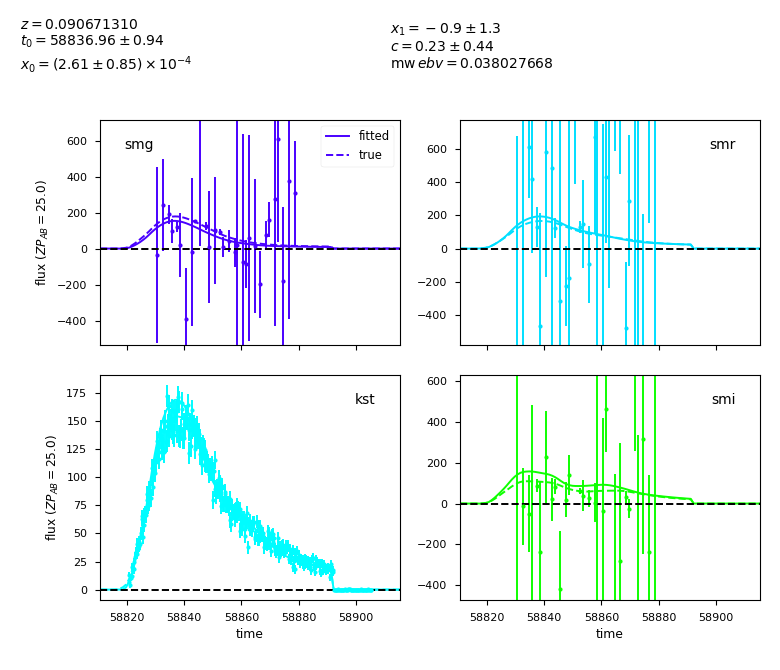 z = 0.090671310
t₀ = 58836.96 ± 0.94
x₀ = (2.61 ± 0.85) × 10⁻⁴
x₁ = −0.9 ± 1.3
c = 0.23 ± 0.44
mw ebv = 0.038027668
smg
fitted
true
600
400
200
0
−200
−400
flux (ZP_AB = 25.0)
smr
600
400
200
0
−200
−400
kst
175
150
125
100
75
50
25
0
flux (ZP_AB = 25.0)
58820 58840 58860 58880 58900
time
smi
600
400
200
0
−200
−400
58820 58840 58860 58880 58900
time